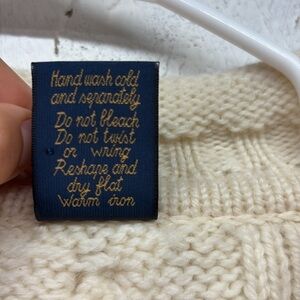 Hand wash cold
and separately
Do not bleach
Do not twist
or wring
Reshape and
dry flat
Warm iron